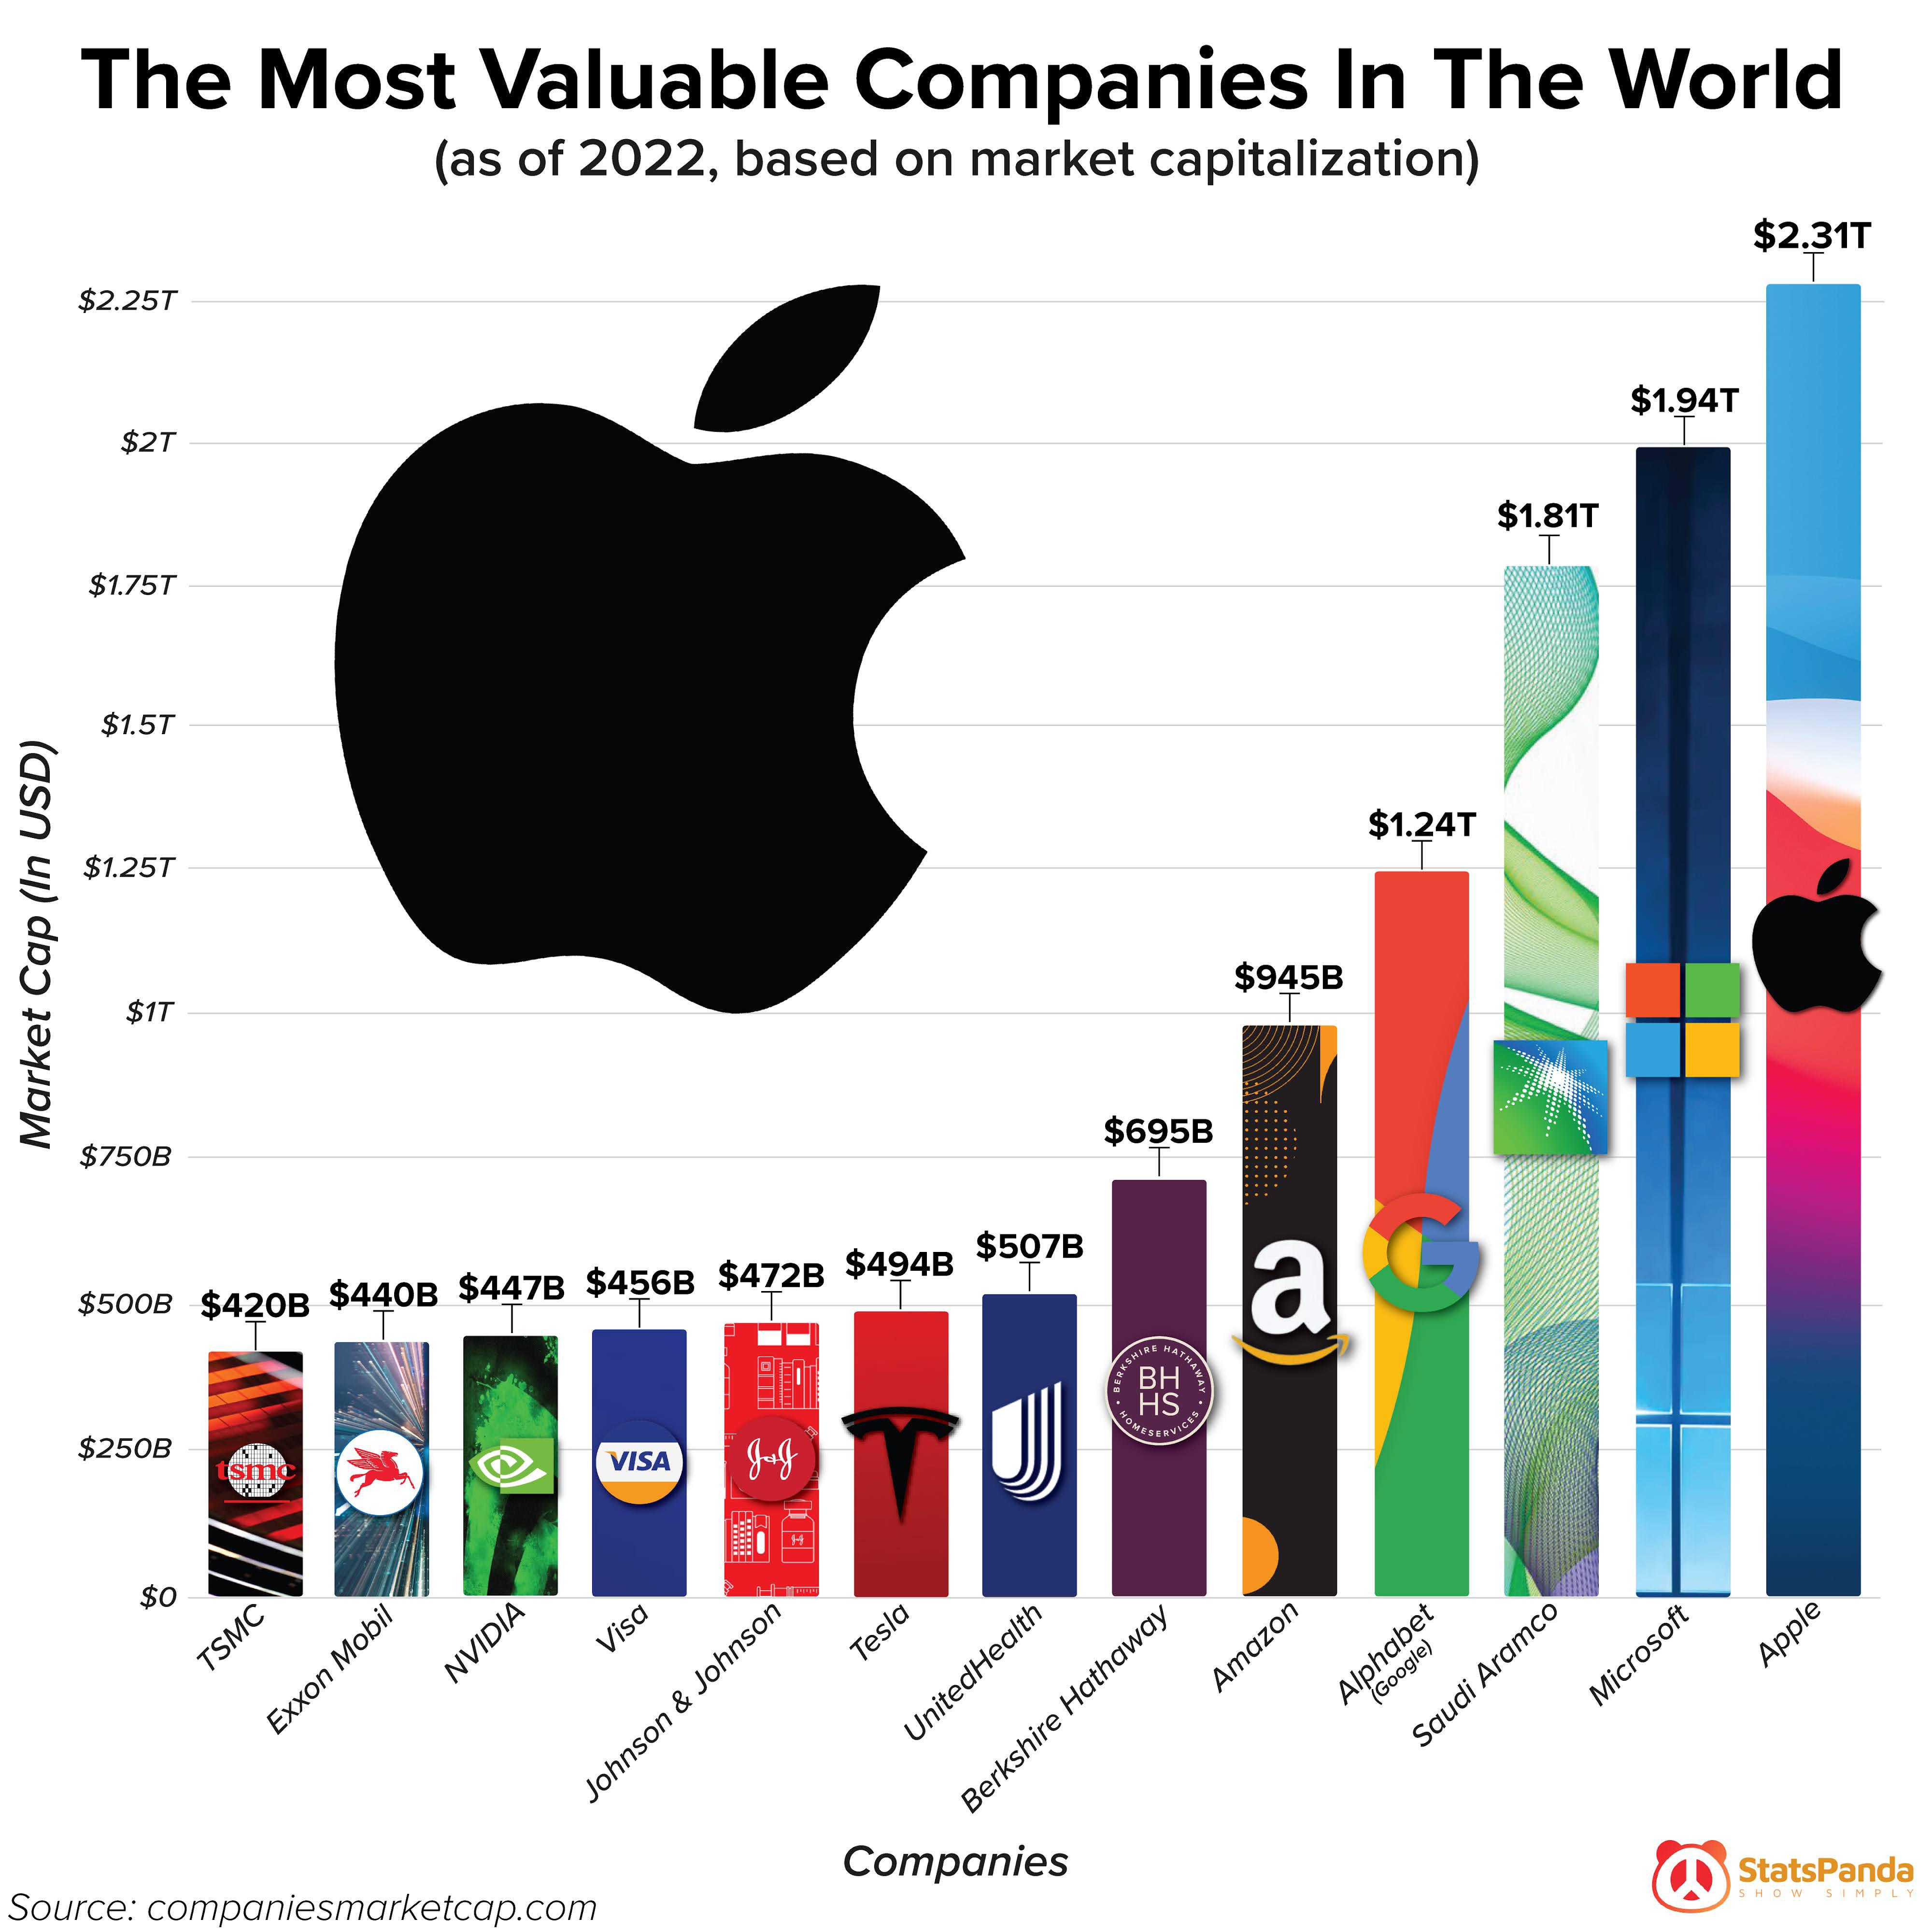 The Most Valuable Companies In The World
(as of 2022, based on market capitalization)
Market Cap (In USD)
$2.25T
$2T
$1.75T
$1.5T
$1.25T
$1T
$750B
$500B
$250B
$0
$420B
$440B
$447B
$456B
$472B
$494B
$507B
$695B
$945B
$1.24T
$1.81T
$1.94T
$2.31T
tsmc
VISA
J&J
BERKSHIRE HATHAWAY
BH
HS
HOMESERVICES
a
G
TSMC
Exxon Mobil
NVIDIA
Visa
Johnson & Johnson
Tesla
UnitedHealth
Berkshire Hathaway
Amazon
Alphabet
(Google)
Saudi Aramco
Microsoft
Apple
Companies
Source: companiesmarketcap.com
StatsPanda
SHOW SIMPLY